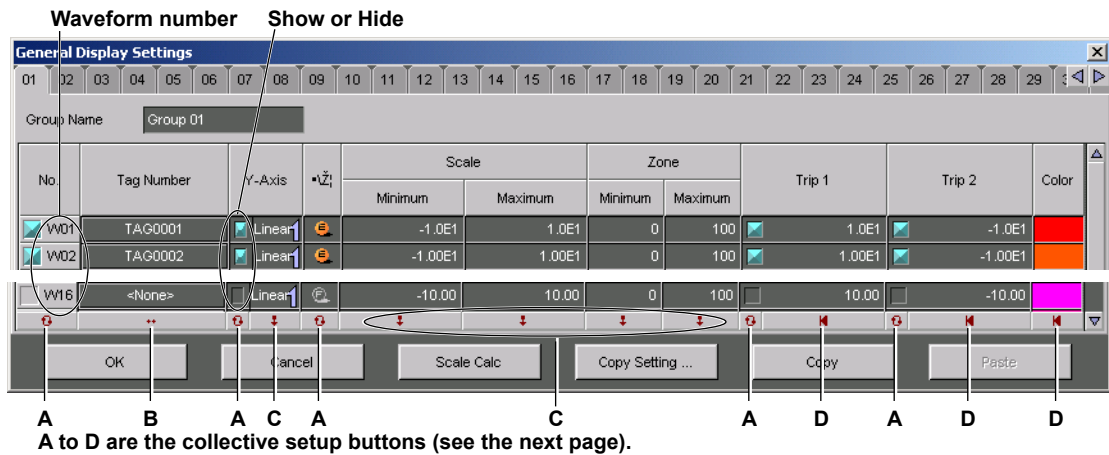 Waveform number Show or Hide
General Display Settings
01 02 03 04 05 06 07 08 09 10 11 12 13 14 15 16 17 18 19 20 21 22 23 24 25 26 27 28 29
Group Name Group 01
No. Tag Number Y-Axis Scale Zone Trip 1 Trip 2 Color
Minimum Maximum Minimum Maximum
W01 TAG0001 Linear 1 E -1.0E1 1.0E1 0 100 1.0E1 -1.0E1
W02 TAG0002 Linear 1 E -1.00E1 1.00E1 0 100 1.00E1 -1.00E1
W16 <None> Linear 1 F -10.00 10.00 0 100 10.00 -10.00
OK Cancel Scale Calc Copy Setting ... Copy Paste
A B A C A C A D A D D
A to D are the collective setup buttons (see the next page).